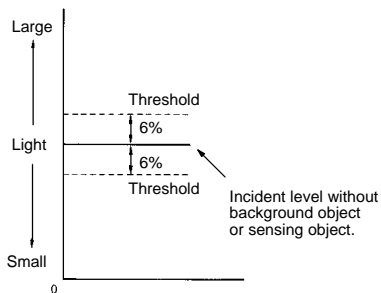 Large
Threshold
6%
Light
6%
Threshold
Incident level without
background object
or sensing object.
Small
0